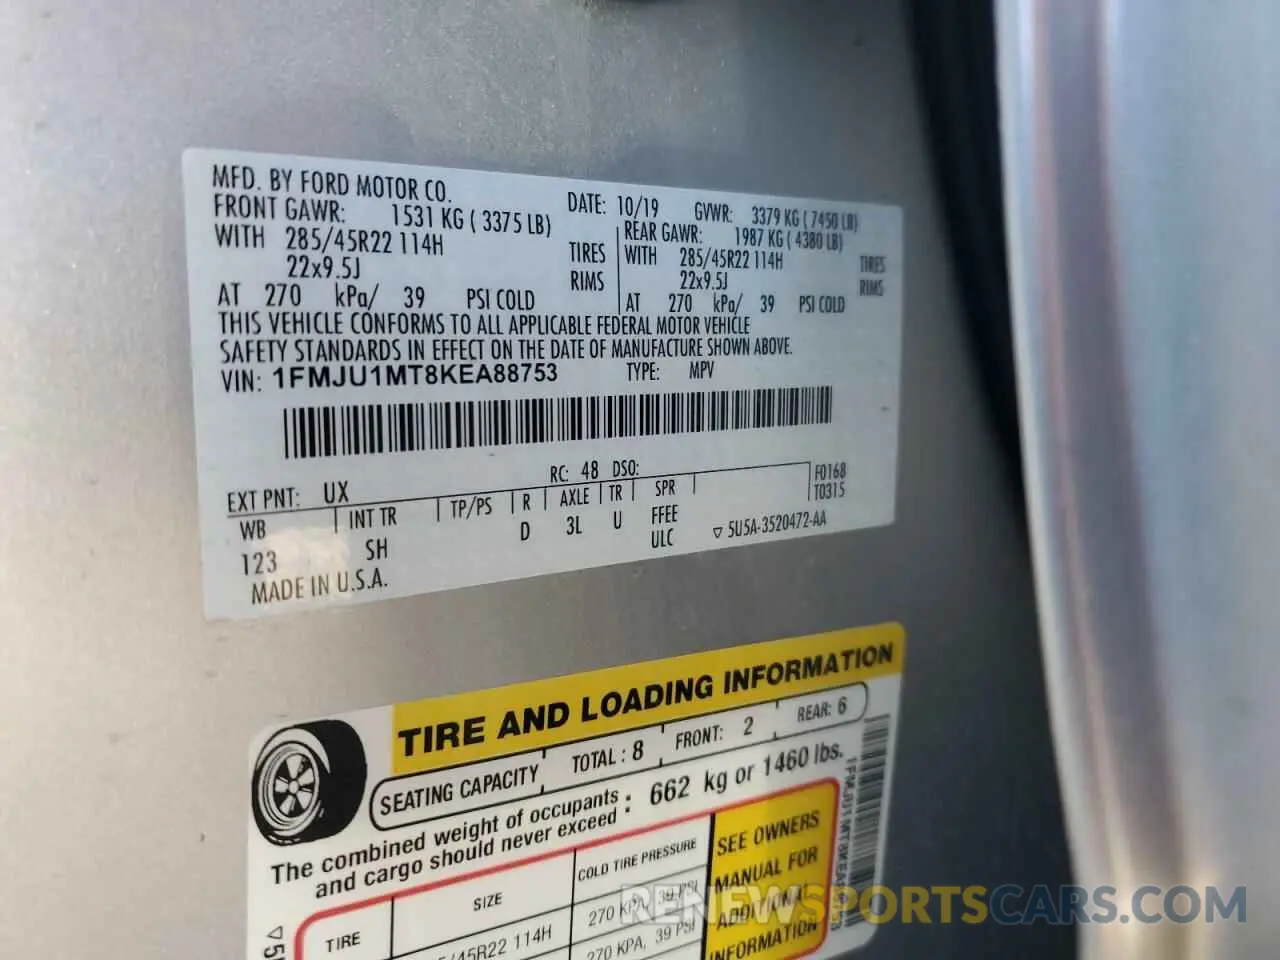 MFD. BY FORD MOTOR CO.
DATE: 10/19 GVWR: 3379 KG ( 7450 LB)
FRONT GAWR: 1531 KG ( 3375 LB)
REAR GAWR: 1987 KG ( 4380 LB)
WITH 285/45R22 114H TIRES
WITH 285/45R22 114H TIRES
22x9.5J RIMS
22x9.5J RIMS
AT 270 kPa/ 39 PSI COLD
AT 270 kPa/ 39 PSI COLD
THIS VEHICLE CONFORMS TO ALL APPLICABLE FEDERAL MOTOR VEHICLE
SAFETY STANDARDS IN EFFECT ON THE DATE OF MANUFACTURE SHOWN ABOVE.
VIN: 1FMJU1MT8KEA88753 TYPE: MPV
EXT PNT: UX RC: 48 DSO:
F0168
T0315
WB INT TR TP/PS R AXLE TR SPR
123 SH D 3L U FFEE
ULC
▽ 5U5A-3520472-AA
MADE IN U.S.A.
TIRE AND LOADING INFORMATION
SEATING CAPACITY TOTAL : 8 FRONT: 2 REAR: 6
The combined weight of occupants
and cargo should never exceed : 662 kg or 1460 lbs.
TIRE SIZE COLD TIRE PRESSURE
/45R22 114H 270 KPA, 39 PSI
270 KPA, 39 PSI
SEE OWNERS
MANUAL FOR
ADDITIONAL
INFORMATION
RENEWSPORTSCARS.COM